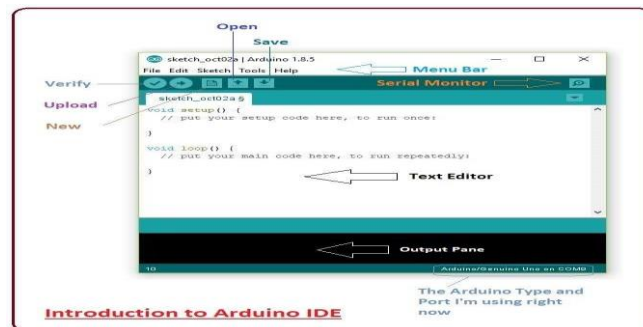 Open
Save
sketch_oct02a | Arduino 1.8.5
File Edit Sketch Tools Help
Menu Bar
Verify
Serial Monitor
Upload
sketch_oct02a §
New
void setup() {
// put your setup code here, to run once:
}
void loop() {
// put your main code here, to run repeatedly:
}
Text Editor
Output Pane
10
Arduino/Genuino Uno on COM8
The Arduino Type and
Port I'm using right
now
Introduction to Arduino IDE